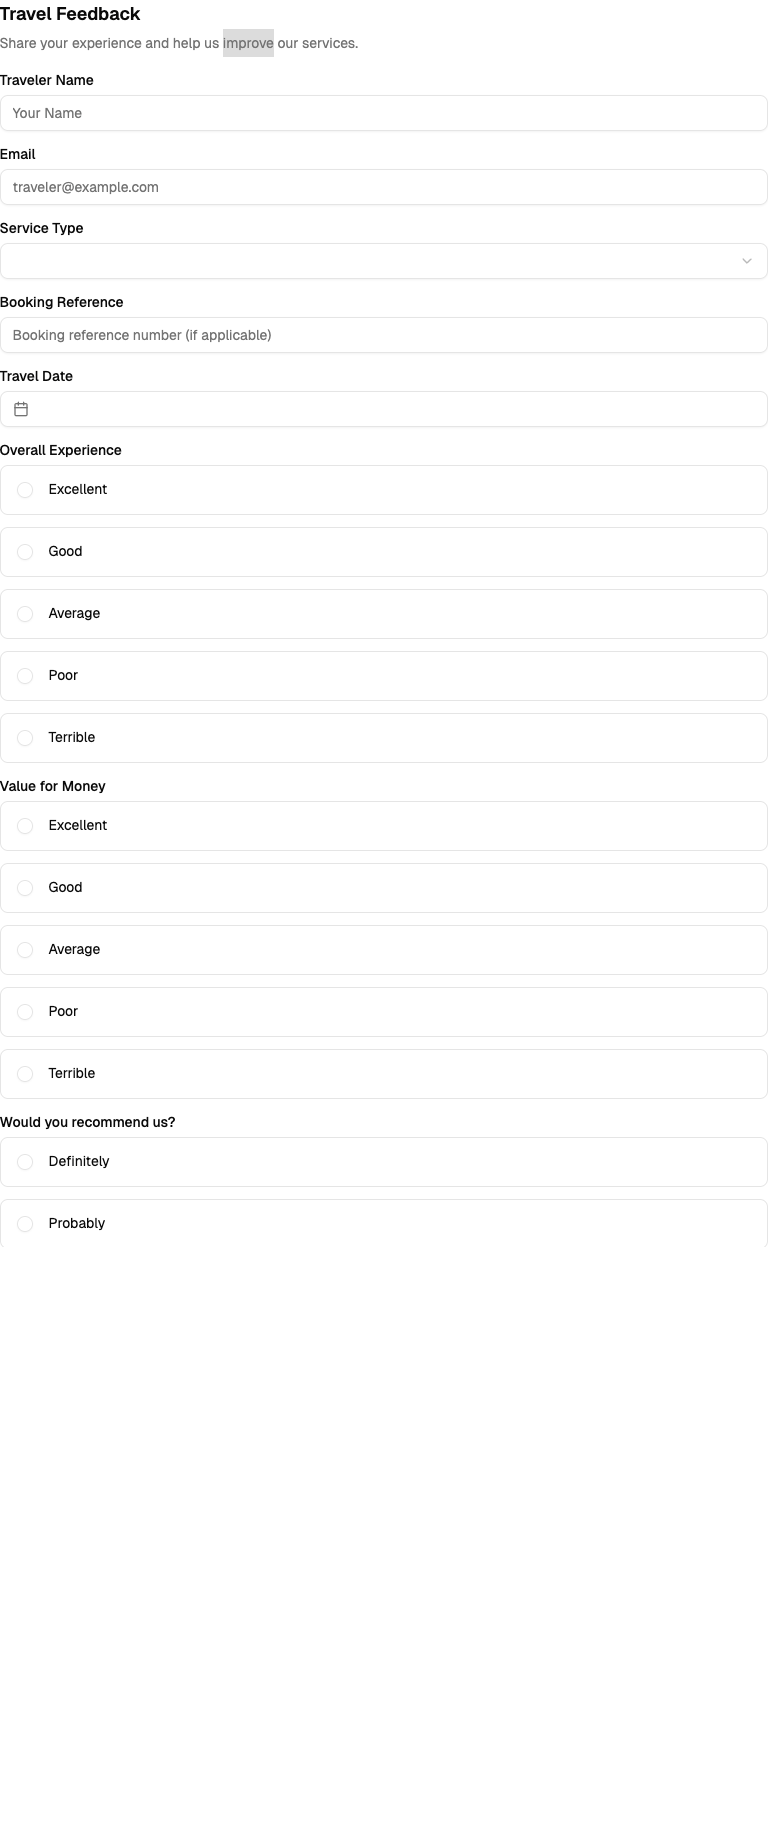 Travel Feedback
Share your experience and help us improve our services.
Traveler Name
Your Name
Email
traveler@example.com
Service Type
Booking Reference
Booking reference number (if applicable)
Travel Date
Overall Experience
Excellent
Good
Average
Poor
Terrible
Value for Money
Excellent
Good
Average
Poor
Terrible
Would you recommend us?
Definitely
Probably